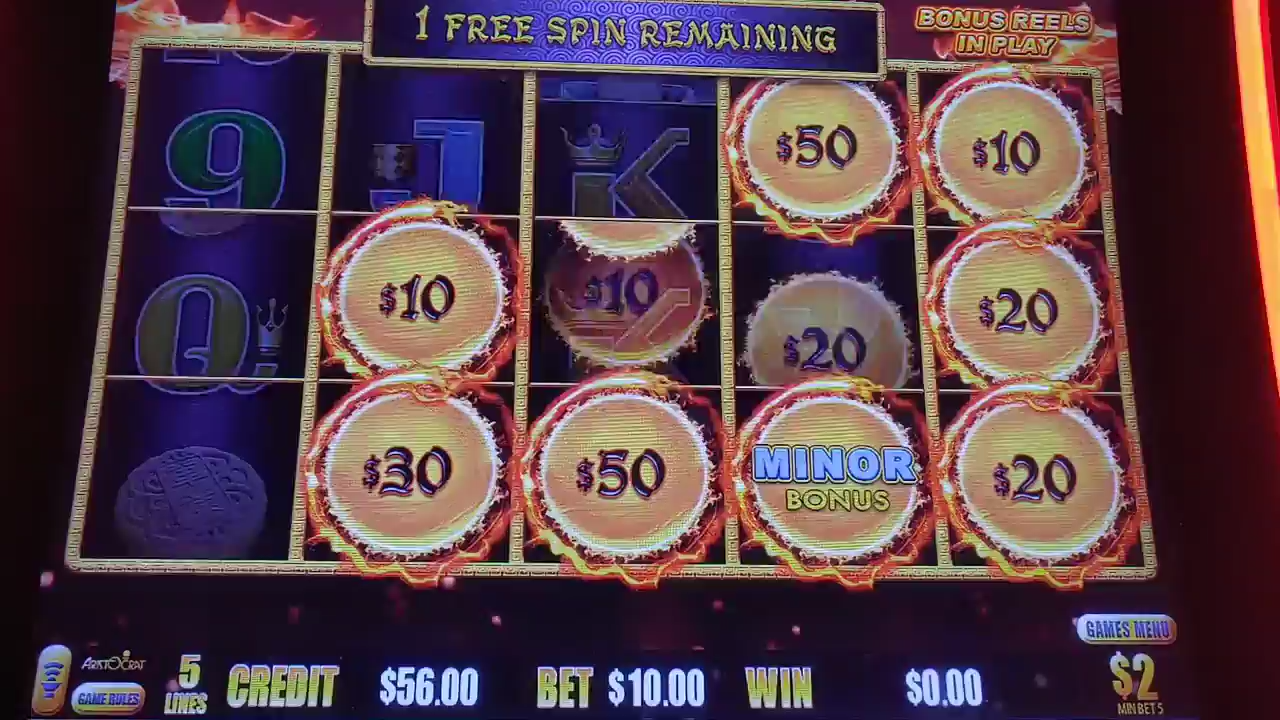 1 FREE SPIN REMAINING
BONUS REELS
IN PLAY
9 J K $50 $10
Q $10 $10 $20 $20
$30 $50 MINOR
BONUS $20
GAMES MENU
ARISTOCRAT
GAME RULES
5
LINES
CREDIT $56.00 BET $10.00 WIN $0.00
$2
MIN BET 5